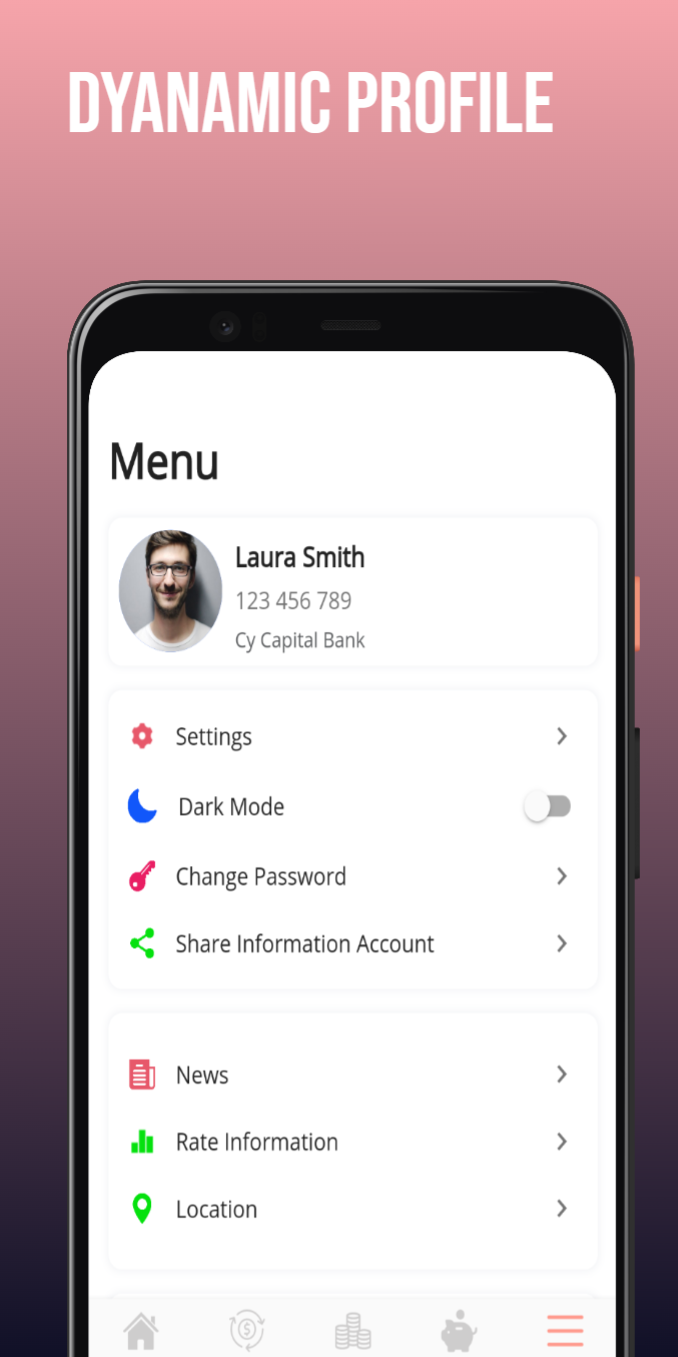 DYANAMIC PROFILE
Menu
Laura Smith
123 456 789
Cy Capital Bank
Settings
Dark Mode
Change Password
Share Information Account
News
Rate Information
Location